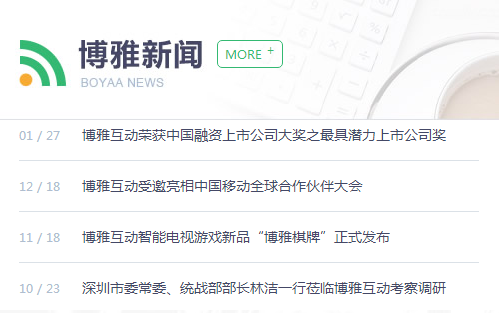 博雅新闻
MORE +
BOYAA NEWS
01 / 27 博雅互动荣获中国融资上市公司大奖之最具潜力上市公司奖
12 / 18 博雅互动受邀亮相中国移动全球合作伙伴大会
11 / 18 博雅互动智能电视游戏新品“博雅棋牌”正式发布
10 / 23 深圳市委常委、统战部部长林洁一行莅临博雅互动考察调研